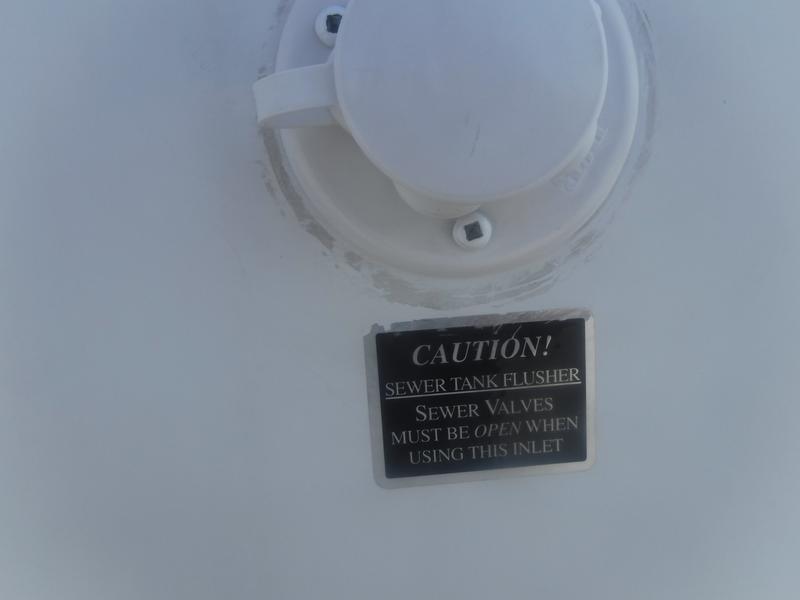 CAUTION!
SEWER TANK FLUSHER
SEWER VALVES
MUST BE OPEN WHEN
USING THIS INLET